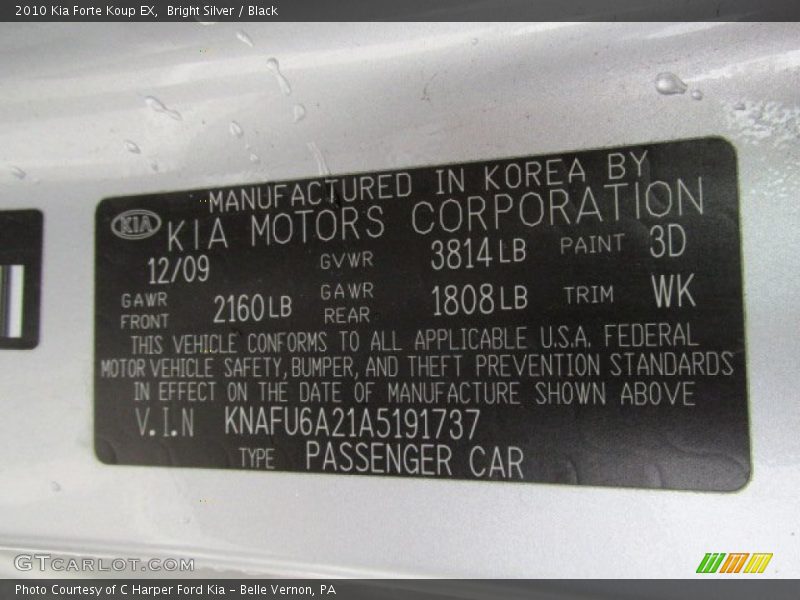 2010 Kia Forte Koup EX, Bright Silver / Black
MANUFACTURED IN KOREA BY
KIA KIA MOTORS CORPORATION
12/09 GVWR 3814 LB PAINT 3D
GAWR FRONT 2160 LB GAWR REAR 1808 LB TRIM WK
THIS VEHICLE CONFORMS TO ALL APPLICABLE U.S.A. FEDERAL
MOTOR VEHICLE SAFETY, BUMPER, AND THEFT PREVENTION STANDARDS
IN EFFECT ON THE DATE OF MANUFACTURE SHOWN ABOVE
V.I.N KNAFU6A21A5191737
TYPE PASSENGER CAR
GTCARLOT.COM
Photo Courtesy of C Harper Ford Kia – Belle Vernon, PA